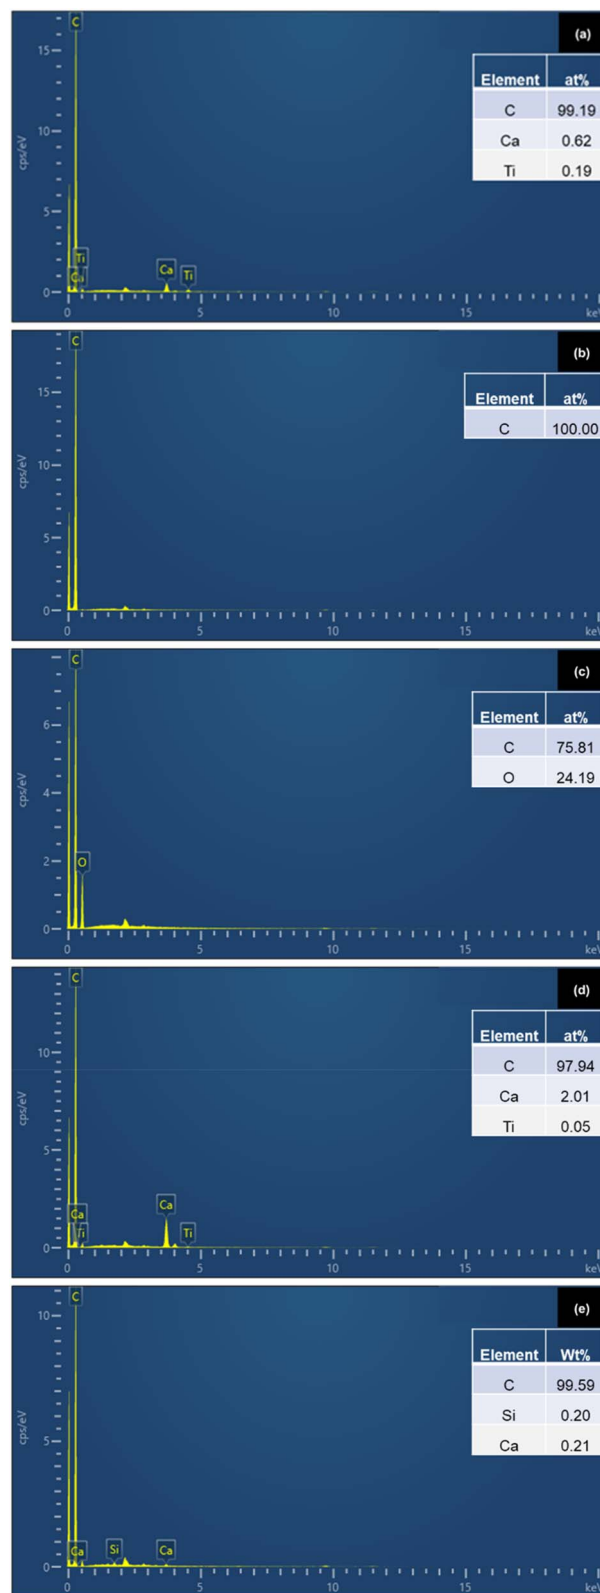 (a)
Element at%
C 99.19
Ca 0.62
Ti 0.19
C
15
10
5
0
cps/eV
Ti
Ca
Ca
Ti
0 5 10 15 keV
(b)
Element at%
C 100.00
C
15
10
5
0
cps/eV
0 5 10 15 keV
(c)
Element at%
C 75.81
O 24.19
C
6
4
2
0
cps/eV
O
0 5 10 15 keV
(d)
Element at%
C 97.94
Ca 2.01
Ti 0.05
C
10
5
0
cps/eV
Ca
Ti
Ca
Ti
0 5 10 15 keV
(e)
Element Wt%
C 99.59
Si 0.20
Ca 0.21
C
10
5
0
cps/eV
Ca
Si
Ca
0 5 10 15 keV